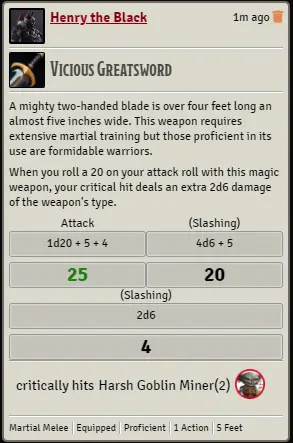 Henry the Black
1m ago
Vicious Greatsword
A mighty two-handed blade is over four feet long an
almost five inches wide. This weapon requires
extensive martial training but those proficient in its
use are formidable warriors.
When you roll a 20 on your attack roll with this magic
weapon, your critical hit deals an extra 2d6 damage
of the weapon's type.
Attack (Slashing)
1d20 + 5 + 4 4d6 + 5
25 20
(Slashing)
2d6
4
critically hits Harsh Goblin Miner(2)
Martial Melee Equipped Proficient 1 Action 5 Feet